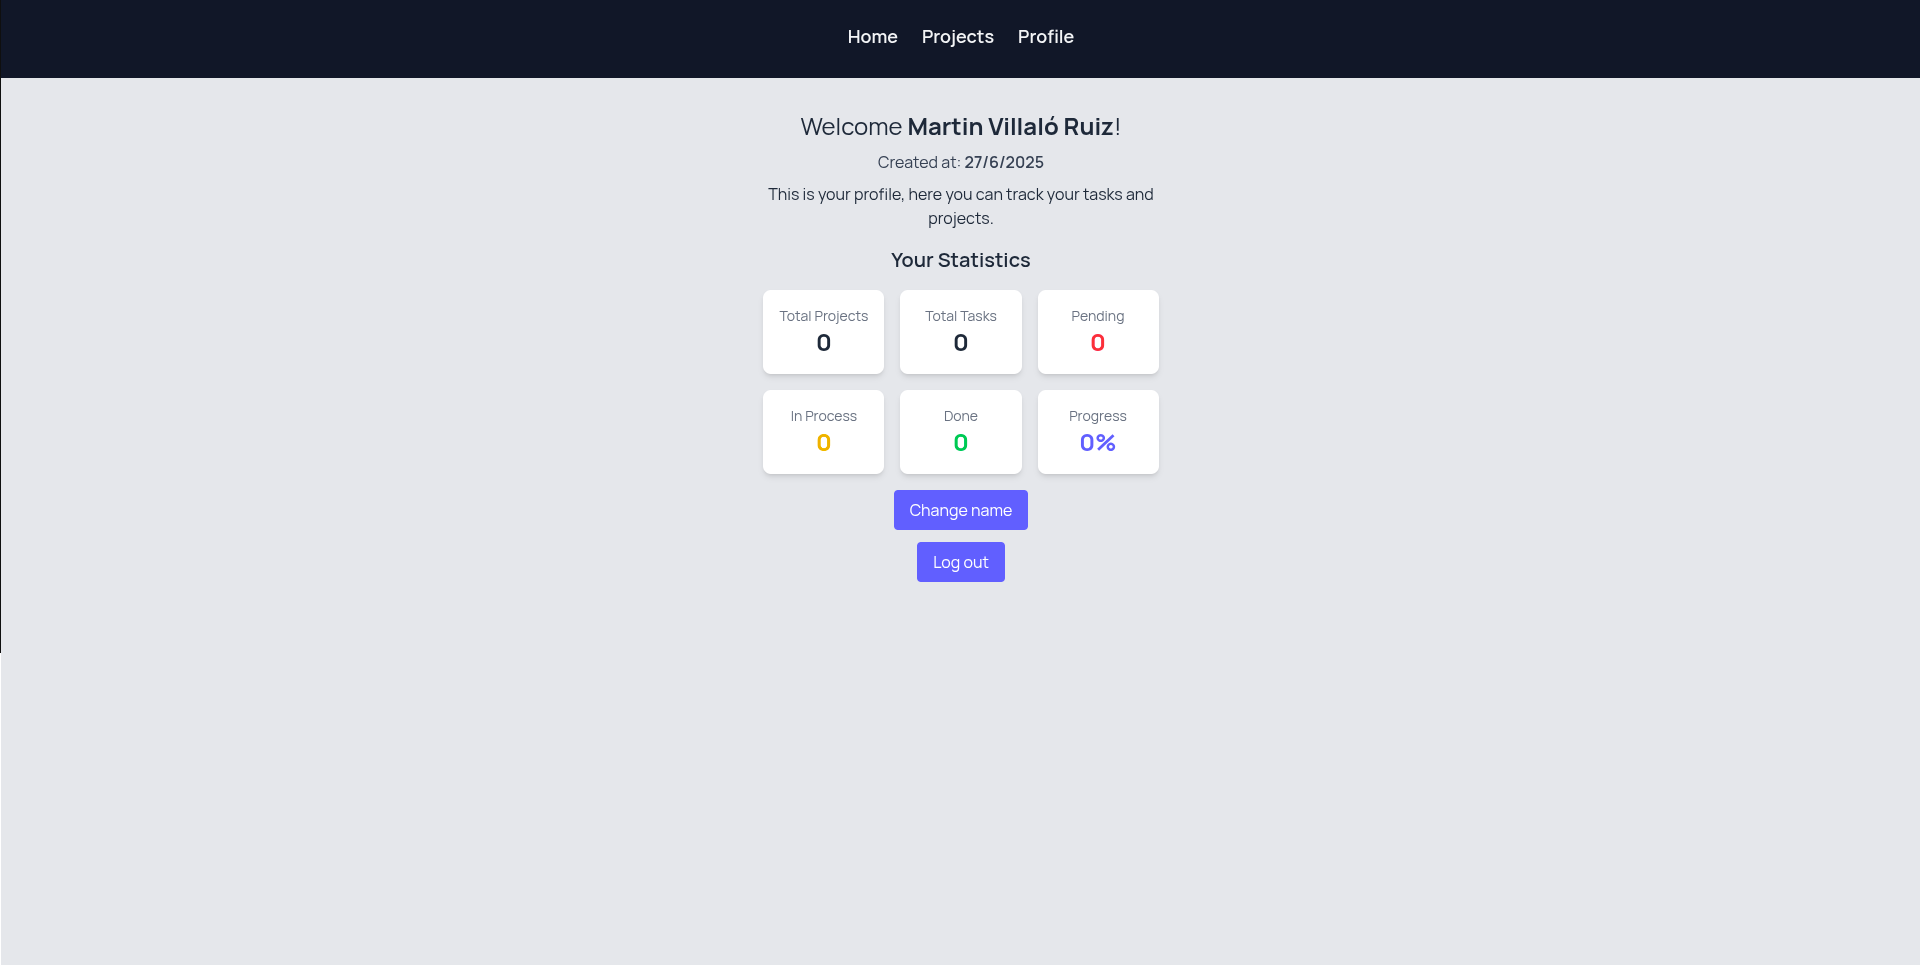 Home Projects Profile
Welcome Martin Villaló Ruiz!
Created at: 27/6/2025
This is your profile, here you can track your tasks and
projects.
Your Statistics
Total Projects
0
Total Tasks
0
Pending
0
In Process
0
Done
0
Progress
0%
Change name
Log out